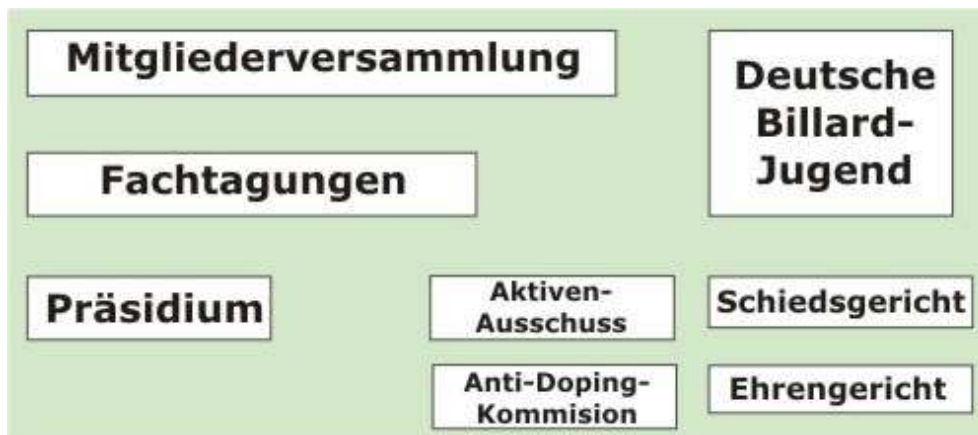 Mitgliederversammlung
Deutsche
Billard-
Jugend
Fachtagungen
Präsidium
Aktiven-
Ausschuss
Schiedsgericht
Anti-Doping-
Kommision
Ehrengericht